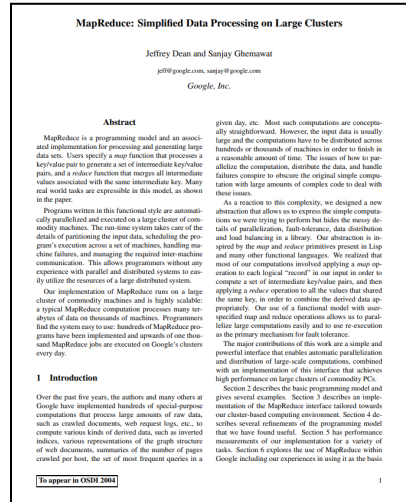 MapReduce: Simplified Data Processing on Large Clusters
Jeffrey Dean and Sanjay Ghemawat
jeff@google.com, sanjay@google.com
Google, Inc.
Abstract
MapReduce is a programming model and an associ-
ated implementation for processing and generating large
data sets. Users specify a map function that processes a
key/value pair to generate a set of intermediate key/value
pairs, and a reduce function that merges all intermediate
values associated with the same intermediate key. Many
real world tasks are expressible in this model, as shown
in the paper.
Programs written in this functional style are automati-
cally parallelized and executed on a large cluster of com-
modity machines. The run-time system takes care of the
details of partitioning the input data, scheduling the pro-
gram's execution across a set of machines, handling ma-
chine failures, and managing the required inter-machine
communication. This allows programmers without any
experience with parallel and distributed systems to eas-
ily utilize the resources of a large distributed system.
Our implementation of MapReduce runs on a large
cluster of commodity machines and is highly scalable:
a typical MapReduce computation processes many ter-
abytes of data on thousands of machines. Programmers
find the system easy to use: hundreds of MapReduce pro-
grams have been implemented and upwards of one thou-
sand MapReduce jobs are executed on Google's clusters
every day.
1 Introduction
Over the past five years, the authors and many others at
Google have implemented hundreds of special-purpose
computations that process large amounts of raw data,
such as crawled documents, web request logs, etc., to
compute various kinds of derived data, such as inverted
indices, various representations of the graph structure
of web documents, summaries of the number of pages
crawled per host, the set of most frequent queries in a
given day, etc. Most such computations are conceptu-
ally straightforward. However, the input data is usually
large and the computations have to be distributed across
hundreds or thousands of machines in order to finish in
a reasonable amount of time. The issues of how to par-
allelize the computation, distribute the data, and handle
failures conspire to obscure the original simple compu-
tation with large amounts of complex code to deal with
these issues.
As a reaction to this complexity, we designed a new
abstraction that allows us to express the simple computa-
tions we were trying to perform but hides the messy de-
tails of parallelization, fault-tolerance, data distribution
and load balancing in a library. Our abstraction is in-
spired by the map and reduce primitives present in Lisp
and many other functional languages. We realized that
most of our computations involved applying a map op-
eration to each logical "record" in our input in order to
compute a set of intermediate key/value pairs, and then
applying a reduce operation to all the values that shared
the same key, in order to combine the derived data ap-
propriately. Our use of a functional model with user-
specified map and reduce operations allows us to paral-
lelize large computations easily and to use re-execution
as the primary mechanism for fault tolerance.
The major contributions of this work are a simple and
powerful interface that enables automatic parallelization
and distribution of large-scale computations, combined
with an implementation of this interface that achieves
high performance on large clusters of commodity PCs.
Section 2 describes the basic programming model and
gives several examples. Section 3 describes an imple-
mentation of the MapReduce interface tailored towards
our cluster-based computing environment. Section 4 de-
scribes several refinements of the programming model
that we have found useful. Section 5 has performance
measurements of our implementation for a variety of
tasks. Section 6 explores the use of MapReduce within
Google including our experiences in using it as the basis
To appear in OSDI 2004
1